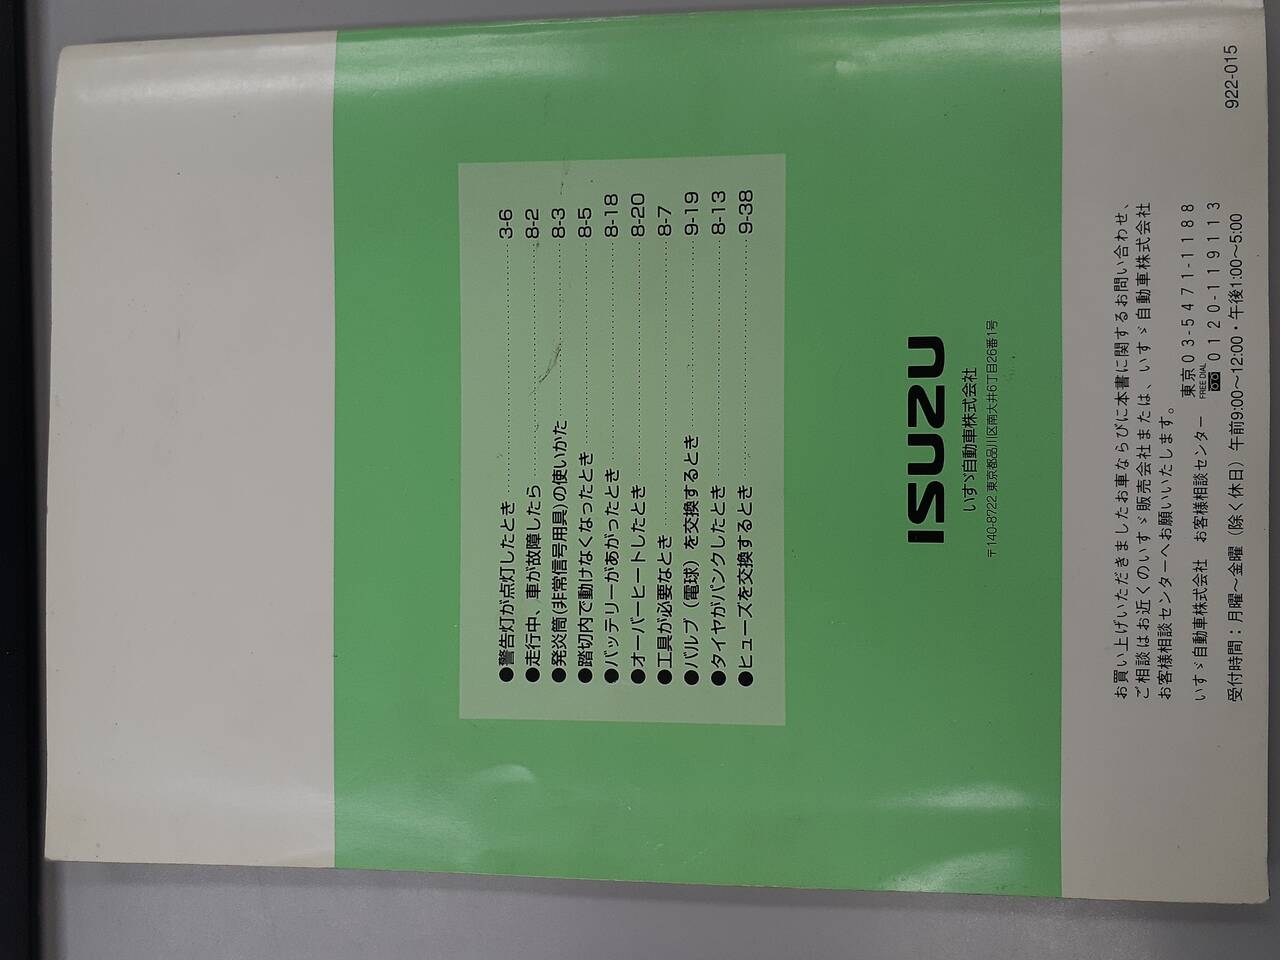 ●警告灯が点灯したとき……………………3-6
●走行中、車が故障したら……………………8-2
●発炎筒(非常信号用具)の使いかた……………………8-3
●踏切内で動けなくなったとき……………………8-5
●バッテリーがあがったとき……………………8-18
●オーバーヒートしたとき……………………8-20
●工具が必要なとき……………………8-7
●バルブ（電球）を交換するとき……………………9-19
●タイヤがパンクしたとき……………………8-13
●ヒューズを交換するとき……………………9-38
ISUZU
いすゞ自動車株式会社
〒140-8722 東京都品川区南大井6丁目26番1号
お買い上げいただきましたお車ならびに本書に関するお問い合わせ、
ご相談はお近くのいすゞ販売会社または、いすゞ自動車株式会社
お客様相談センターへお願いいたします。
いすゞ自動車株式会社 お客様相談センター 東京03-5471-1188
FREE DIAL 0120-119113
受付時間：月曜～金曜（除く休日）午前9:00～12:00・午後1:00～5:00
922-015